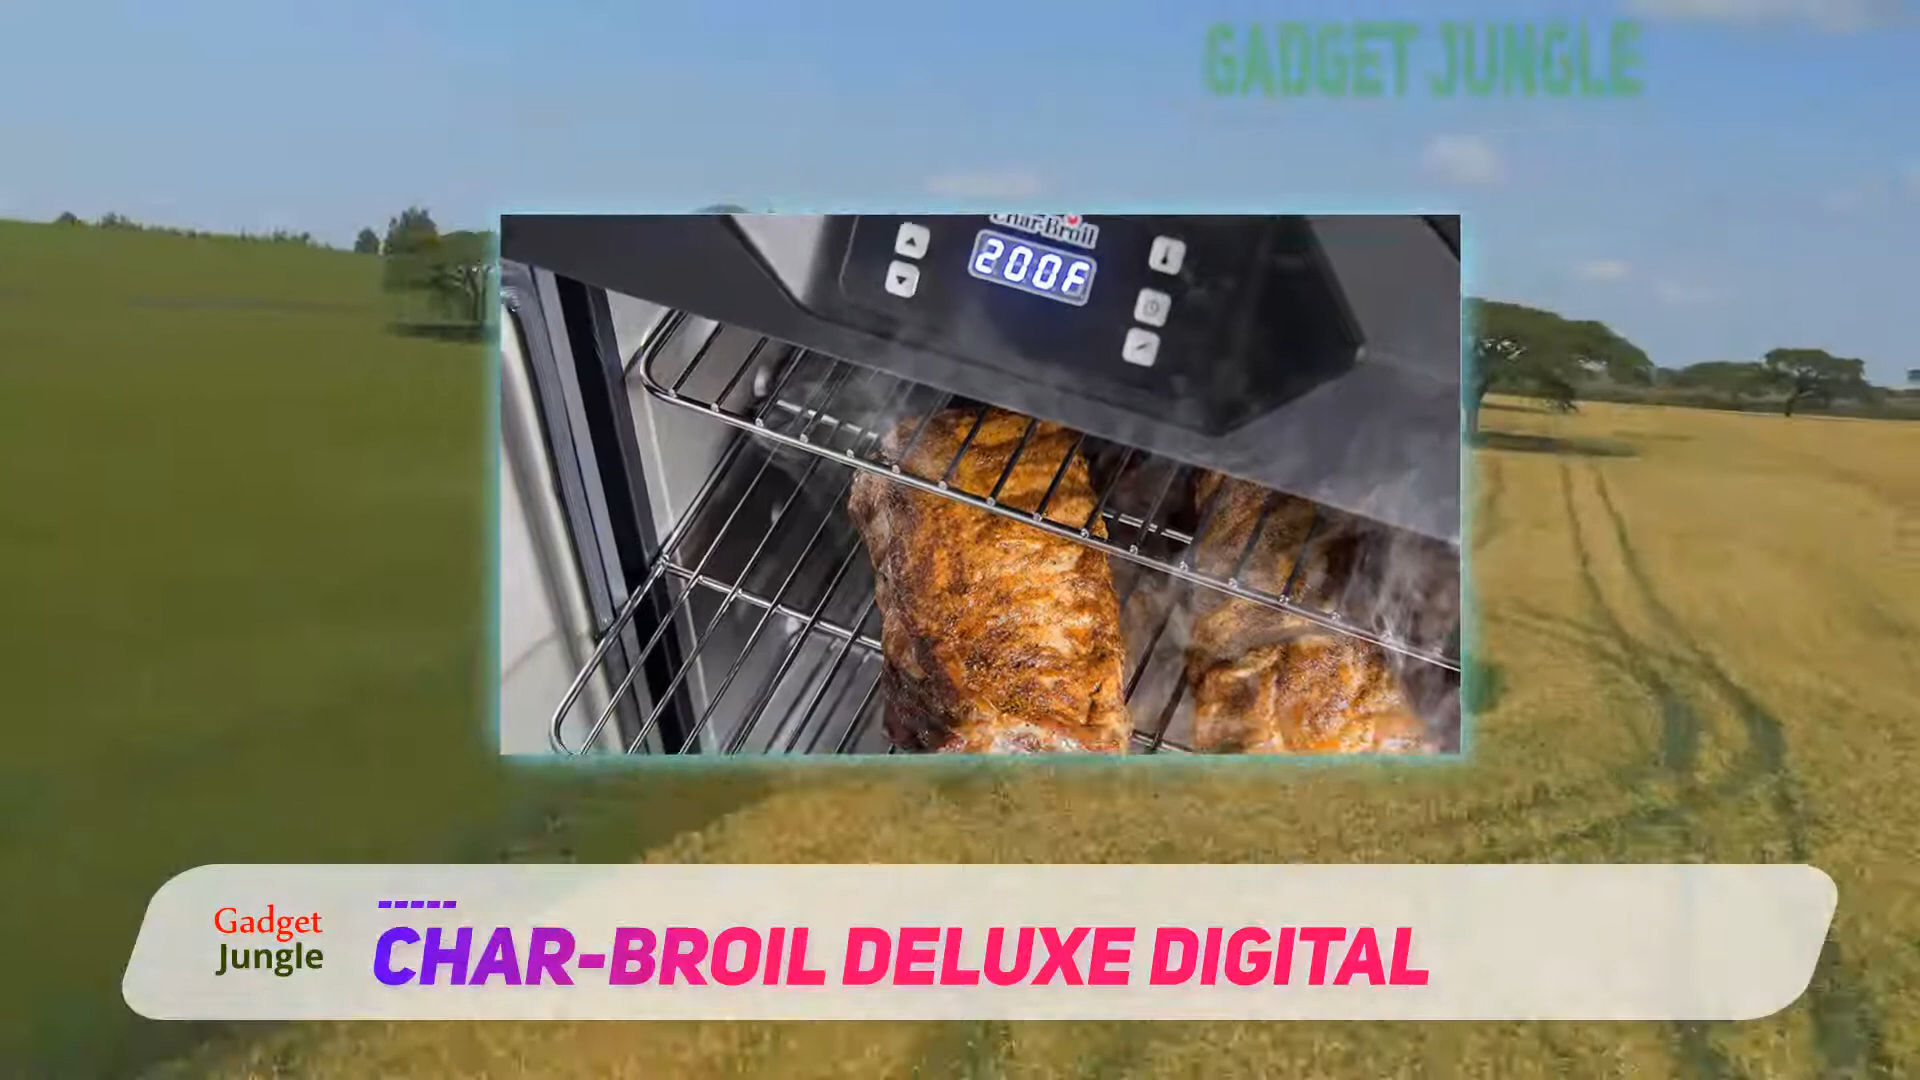 GADGET JUNGLE
Char-Broil
200F
Gadget
Jungle
CHAR-BROIL DELUXE DIGITAL